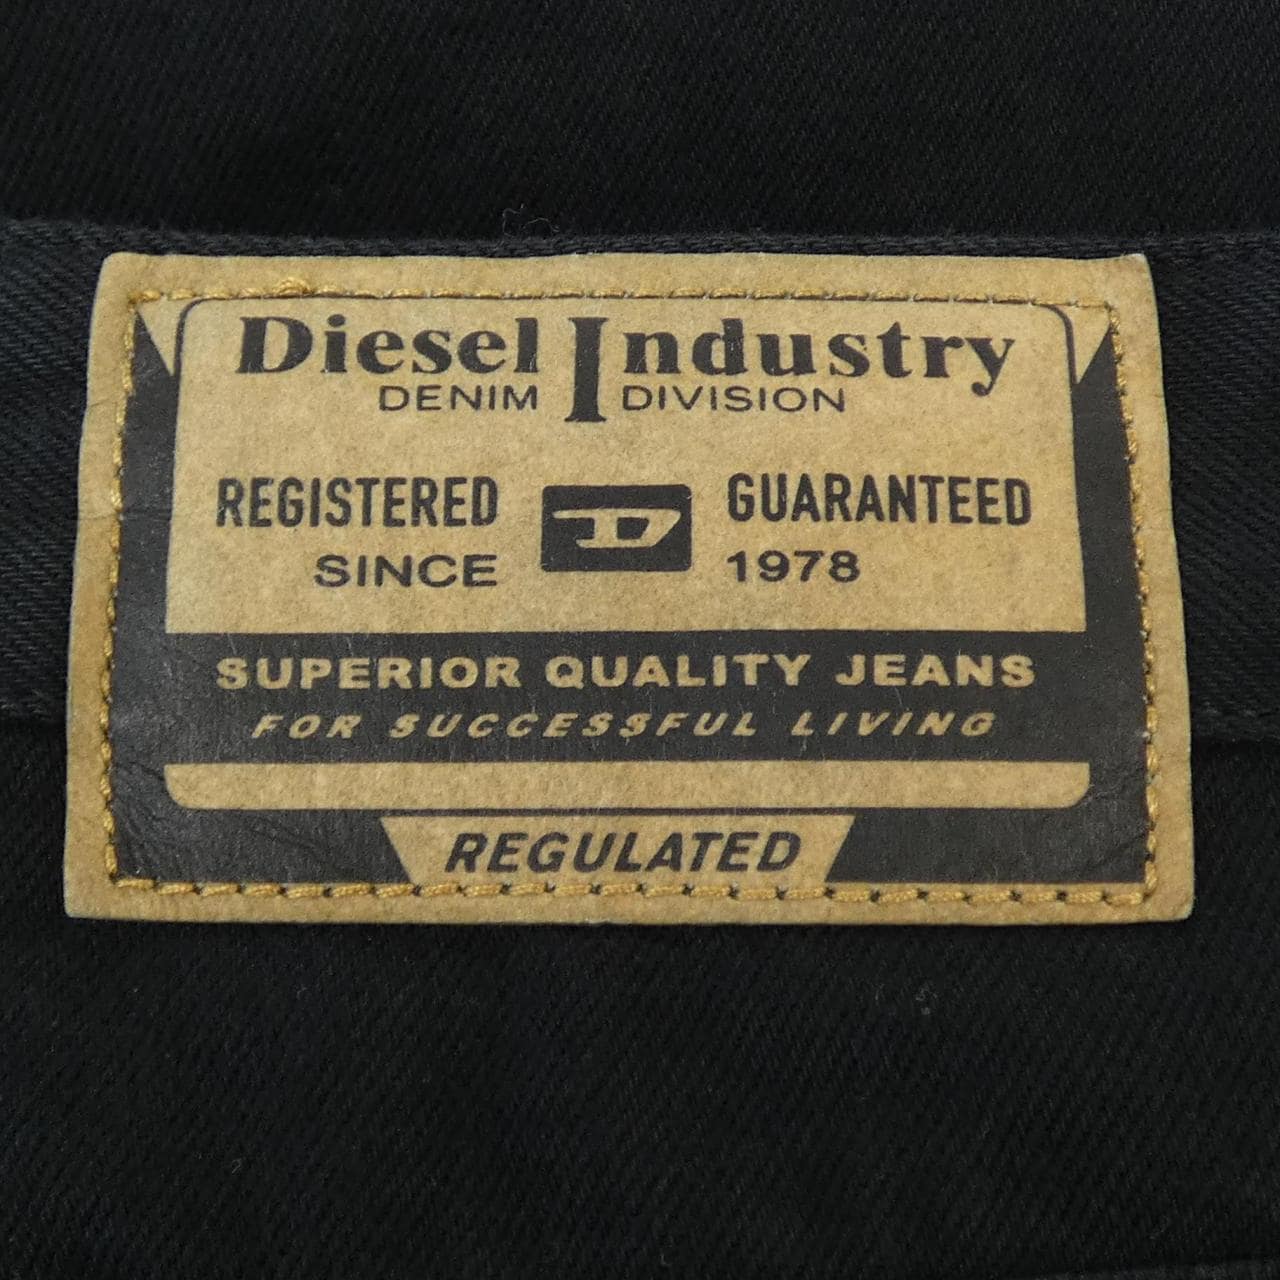 Diesel Industry
DENIM DIVISION
REGISTERED D GUARANTEED
SINCE 1978
SUPERIOR QUALITY JEANS
FOR SUCCESSFUL LIVING
REGULATED